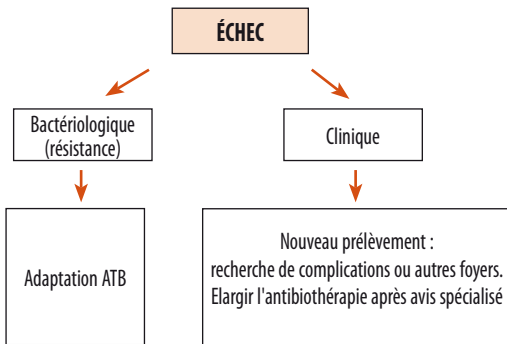 ÉCHEC
Bactériologique
(résistance)
Clinique
Adaptation ATB
Nouveau prélèvement :
recherche de complications ou autres foyers.
Elargir l'antibiothérapie après avis spécialisé